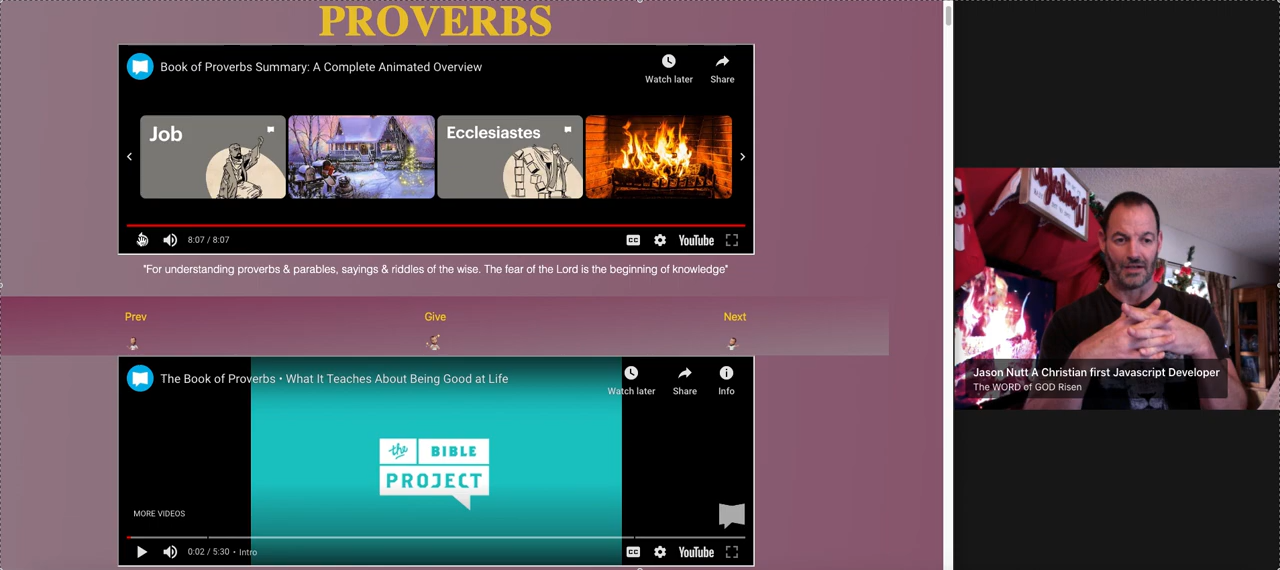 PROVERBS
Book of Proverbs Summary: A Complete Animated Overview
Watch later
Share
Job
Ecclesiastes
8:07 / 8:07
CC
YouTube
"For understanding proverbs & parables, sayings & riddles of the wise. The fear of the Lord is the beginning of knowledge"
Prev
Give
Next
The Book of Proverbs • What It Teaches About Being Good at Life
Watch later
Share
Info
the BIBLE
PROJECT
MORE VIDEOS
0:02 / 5:30 • Intro
CC
YouTube
Jason Nutt A Christian first Javascript Developer
The WORD of GOD Risen